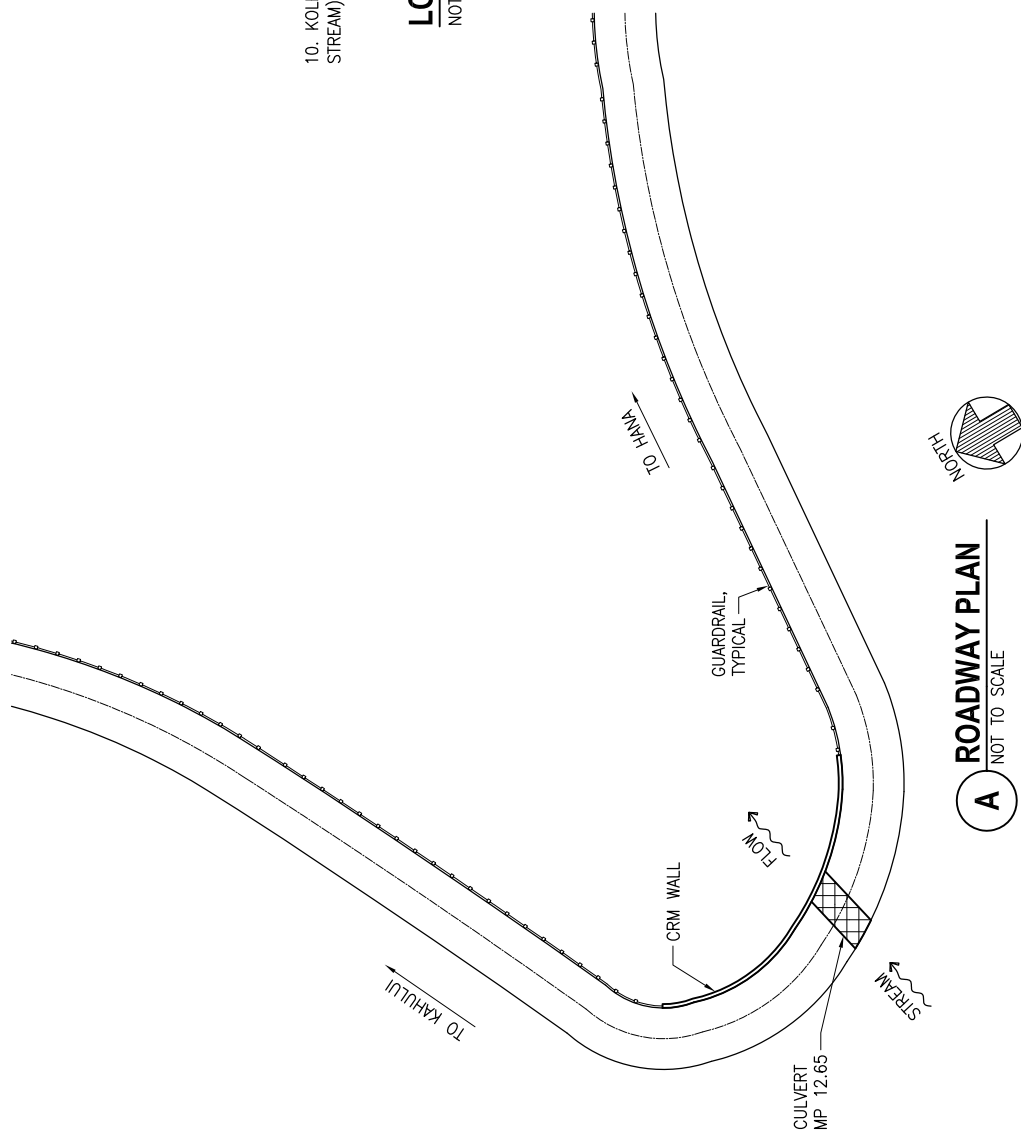 10. KOL
STREAM)
LO
NOT
TO HANA
NORTH
GUARDRAIL,
TYPICAL
TO KAHULUI
FLOW
CRM WALL
STREAM
CULVERT
MP 12.65
A
ROADWAY PLAN
NOT TO SCALE